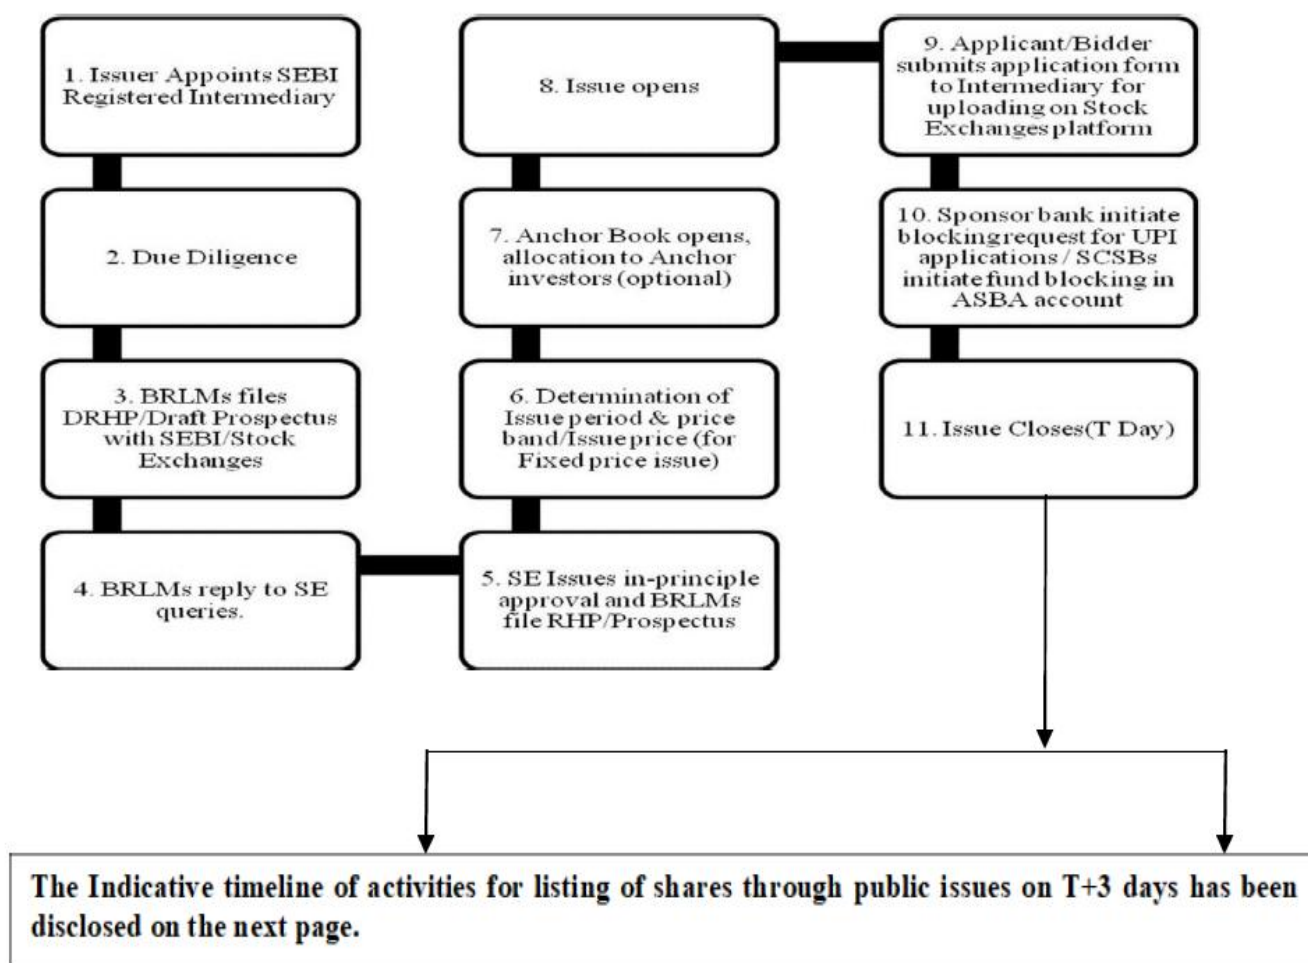 1. Issuer Appoints SEBI
Registered Intermediary
2. Due Diligence
3. BRLMs files
DRHP/Draft Prospectus
with SEBI/Stock
Exchanges
4. BRLMs reply to SE
queries.
5. SE Issues in-principle
approval and BRLMs
file RHP/Prospectus
6. Determination of
Issue period & price
band/Issue price (for
Fixed price issue)
7. Anchor Book opens,
allocation to Anchor
investors (optional)
8. Issue opens
9. Applicant/Bidder
submits application form
to Intermediary for
uploading on Stock
Exchanges platform
10. Sponsor bank initiate
blocking request for UPI
applications / SCSBs
initiate fund blocking in
ASBA account
11. Issue Closes(T Day)
The Indicative timeline of activities for listing of shares through public issues on T+3 days has been
disclosed on the next page.